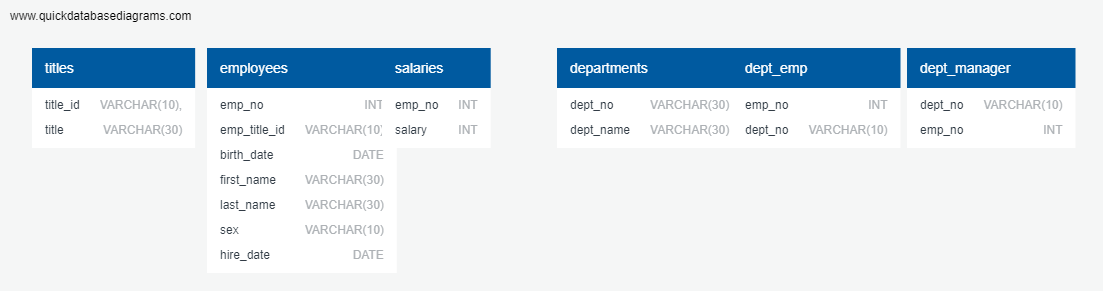 www.quickdatabasediagrams.com
titles
title_id VARCHAR(10),
title VARCHAR(30)
employees
emp_no INT
emp_title_id VARCHAR(10)
birth_date DATE
first_name VARCHAR(30)
last_name VARCHAR(30)
sex VARCHAR(10)
hire_date DATE
salaries
emp_no INT
salary INT
departments
dept_no VARCHAR(30)
dept_name VARCHAR(30)
dept_emp
emp_no INT
dept_no VARCHAR(10)
dept_manager
dept_no VARCHAR(10)
emp_no INT